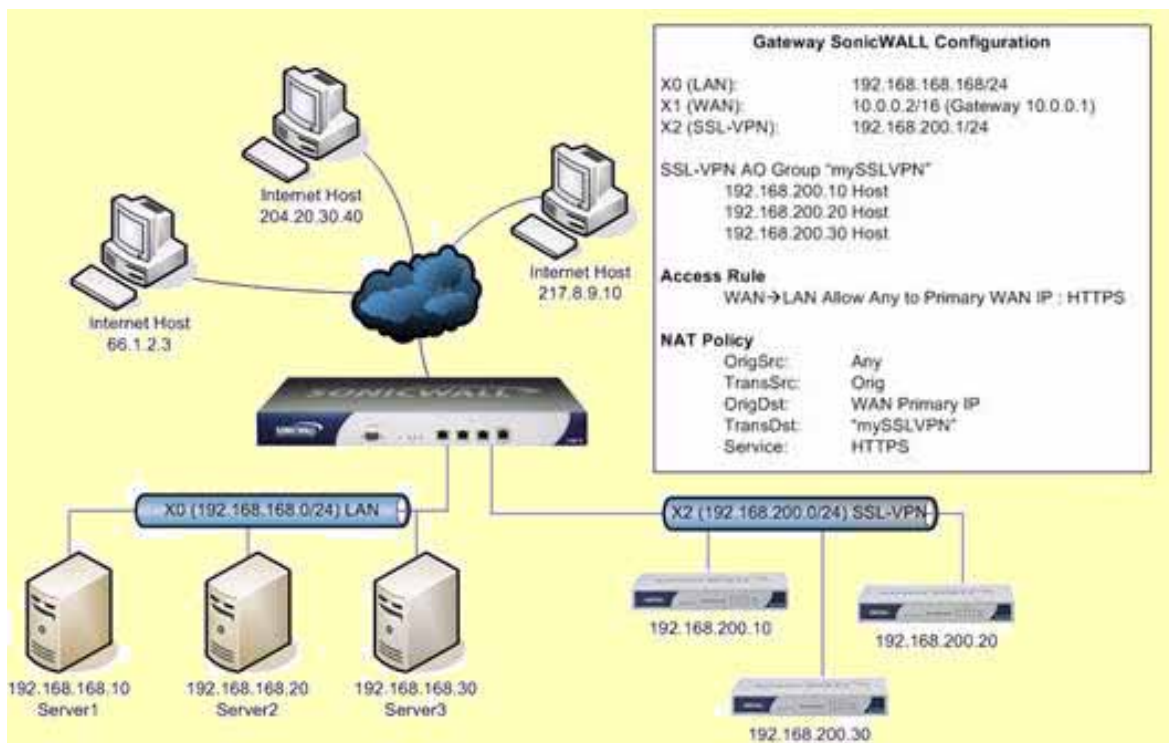 Gateway SonicWALL Configuration
X0 (LAN): 192.168.168.168/24
X1 (WAN): 10.0.0.2/16 (Gateway 10.0.0.1)
X2 (SSL-VPN): 192.168.200.1/24
SSL-VPN AO Group "mySSLVPN"
192.168.200.10 Host
192.168.200.20 Host
192.168.200.30 Host
Access Rule
WAN→LAN Allow Any to Primary WAN IP : HTTPS
NAT Policy
OrigSrc: Any
TransSrc: Orig
OrigDst: WAN Primary IP
TransDst: "mySSLVPN"
Service: HTTPS
Internet Host
204.20.30.40
Internet Host
217.8.9.10
Internet Host
66.1.2.3
SONICWALL
X0 (192.168.168.0/24) LAN
X2 (192.168.200.0/24) SSL-VPN
192.168.168.10
Server1
192.168.168.20
Server2
192.168.168.30
Server3
192.168.200.10
192.168.200.20
192.168.200.30